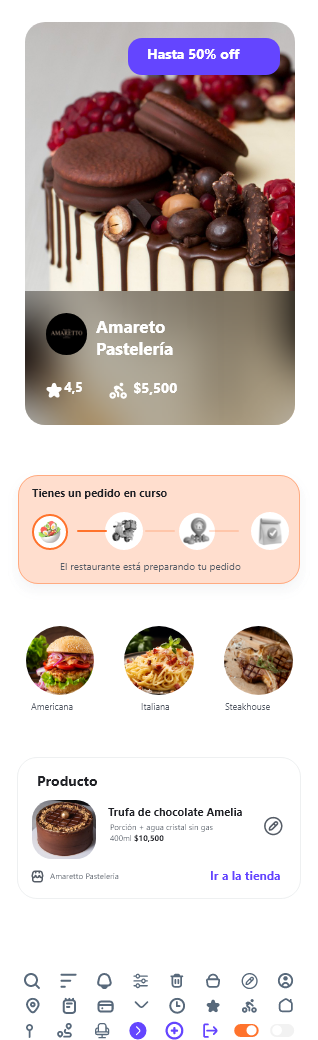 Hasta 50% off
AMARETTO
Amareto
Pastelería
4,5 $5,500
Tienes un pedido en curso
El restaurante está preparando tu pedido
Americana Italiana Steakhouse
Producto
Trufa de chocolate Amelia
Porción + agua cristal sin gas
400ml $10,500
Amaretto Pastelería Ir a la tienda